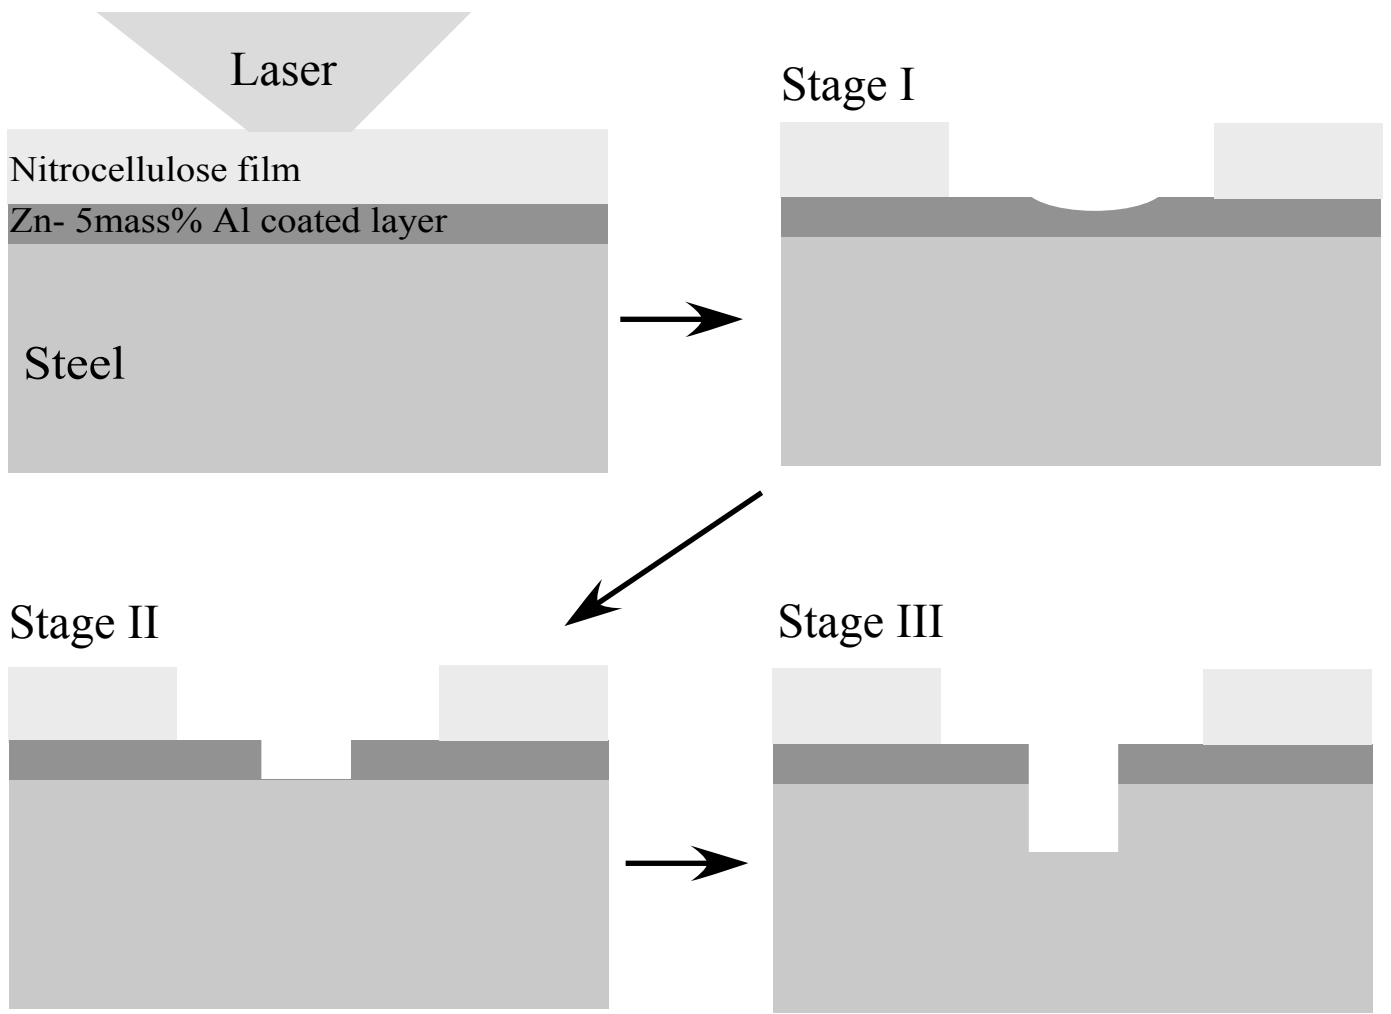 Laser
Stage I
Nitrocellulose film
Zn- 5mass% Al coated layer
Steel
Stage II
Stage III